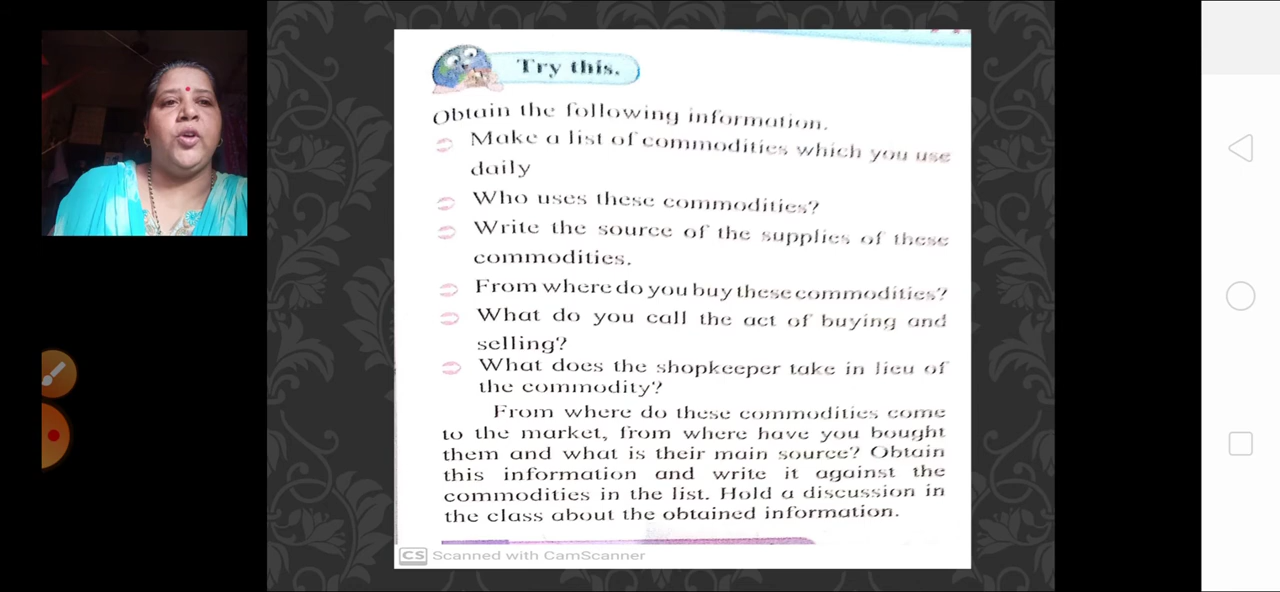 Try this.
Obtain the following information.
Make a list of commodities which you use
daily
Who uses these commodities?
Write the source of the supplies of these
commodities.
From where do you buy these commodities?
What do you call the act of buying and
selling?
What does the shopkeeper take in lieu of
the commodity?
From where do these commodities come
to the market, from where have you bought
them and what is their main source? Obtain
this information and write it against the
commodities in the list. Hold a discussion in
the class about the obtained information.
CS Scanned with CamScanner